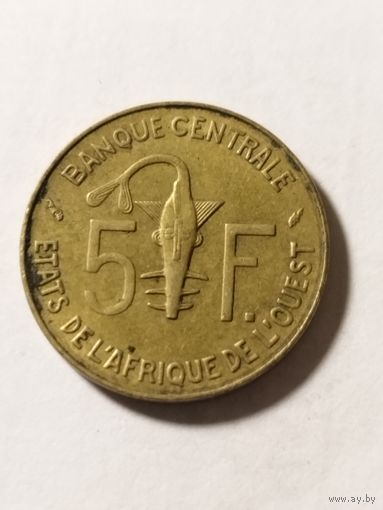 BANQUE CENTRALE
5 F.
ETATS DE L'AFRIQUE DE L'OUEST
www.ay.by